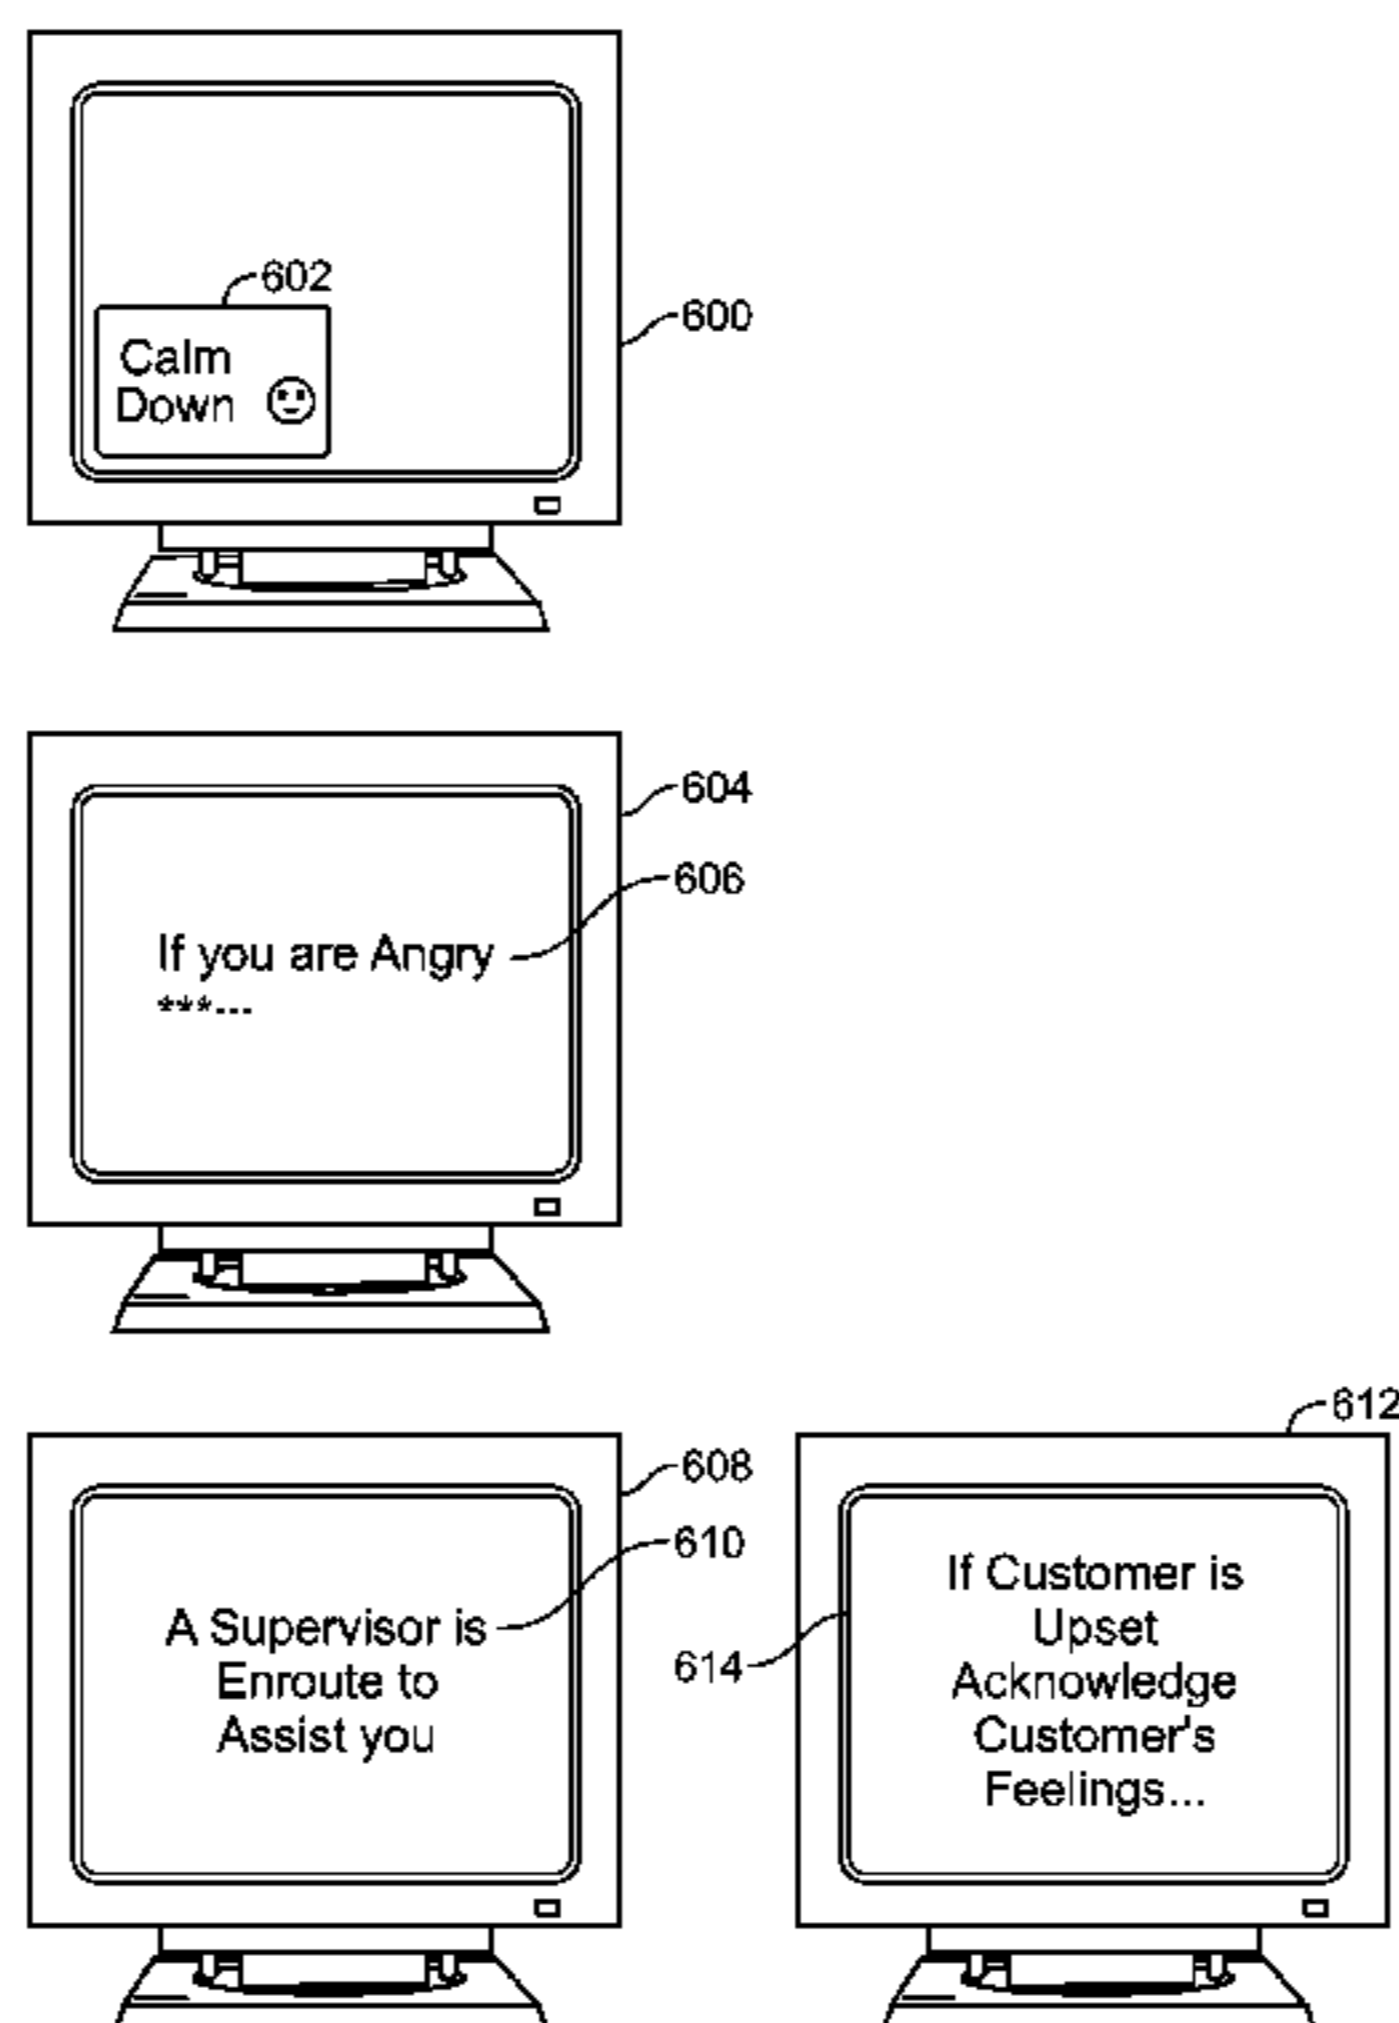 602
600
Calm
Down
604
606
If you are Angry
***---
612
608
610
A Supervisor is
Enroute to
Assist you
614
If Customer is
Upset
Acknowledge
Customer's
Feelings...